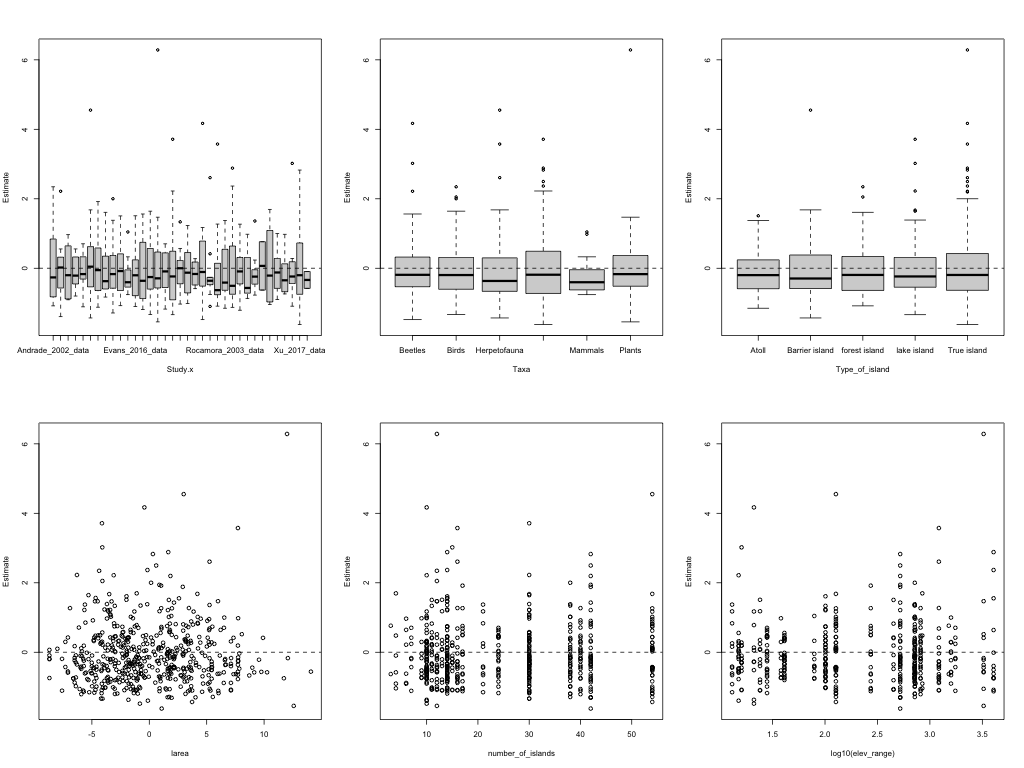 6 6 6
4 4 4
Estimate Estimate Estimate
2 2 2
0 0 0
Andrade_2002_data Evans_2016_data Rocamora_2003_data Xu_2017_data Beetles Birds Herpetofauna Mammals Plants Atoll Barrier island forest island lake island True island
Study.x Taxa Type_of_island
6 6 6
4 4 4
Estimate Estimate Estimate
2 2 2
0 0 0
-5 0 5 10 10 20 30 40 50 1.5 2.0 2.5 3.0 3.5
larea number_of_islands log10(elev_range)